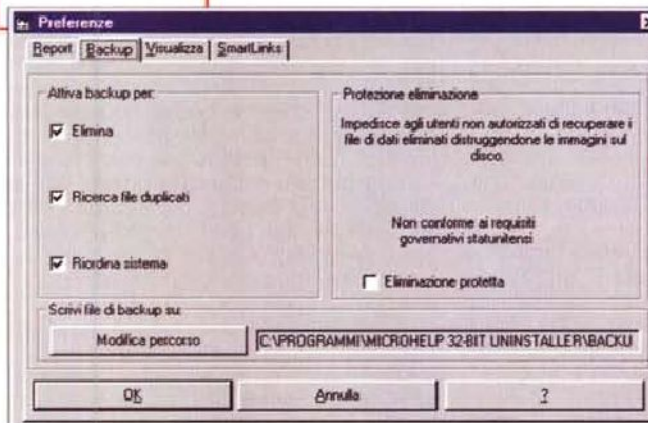 Preferenze
Report Backup Visualizza SmartLinks
Attiva backup per:
Elimina
Ricerca file duplicati
Riordina sistema
Protezione eliminazione
Impedisce agli utenti non autorizzati di recuperare i
file di dati eliminati distruggendone le immagini sul
disco.
Non conforme ai requisiti
governativi statunitensi
Eliminazione protetta
Scrivi file di backup su:
Modifica percorso
C:\PROGRAMMI\MICROHELP 32-BIT UNINSTALLER\BACKU
OK Annulla ?